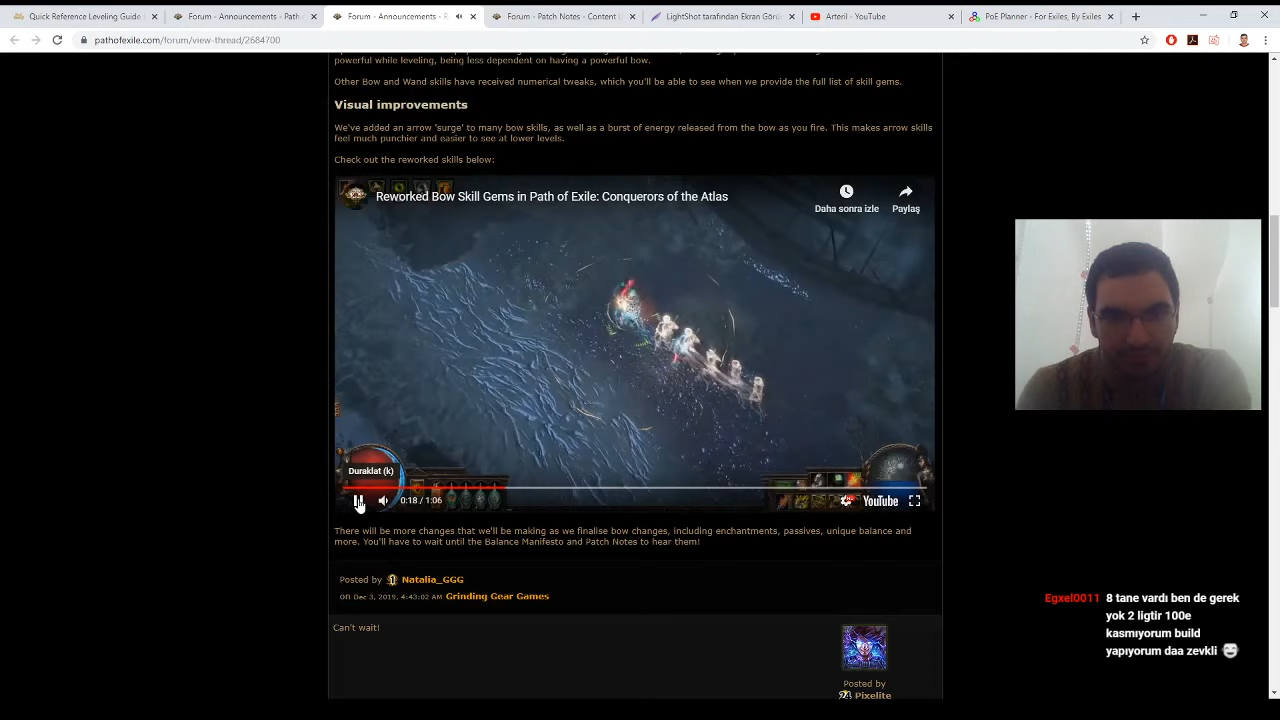 Quick Reference Leveling Guide
Forum - Announcements - Path o
Forum - Announcements - R
Forum - Patch Notes - Content
LightShot tarafından Ekran Görü
Arteril - YouTube
PoE Planner - For Exiles, By Exiles
pathofexile.com/forum/view-thread/2684700
powerful while leveling, being less dependent on having a powerful bow.
Other Bow and Wand skills have received numerical tweaks, which you'll be able to see when we provide the full list of skill gems.
Visual improvements
We've added an arrow 'surge' to many bow skills, as well as a burst of energy released from the bow as you fire. This makes arrow skills
feel much punchier and easier to see at lower levels.
Check out the reworked skills below:
Reworked Bow Skill Gems in Path of Exile: Conquerors of the Atlas
Daha sonra izle
Paylaş
Duraklat (k)
0:18 / 1:06
HD
YouTube
There will be more changes that we'll be making as we finalise bow changes, including enchantments, passives, unique balance and
more. You'll have to wait until the Balance Manifesto and Patch Notes to hear them!
Posted by Natalia_GGG
on Dec 3, 2019, 4:43:02 AM Grinding Gear Games
Can't wait!
Posted by
Pixelite
Egxel0011 8 tane vardı ben de gerek
yok 2 ligtir 100e
kasmıyorum build
yapıyorum daa zevkli